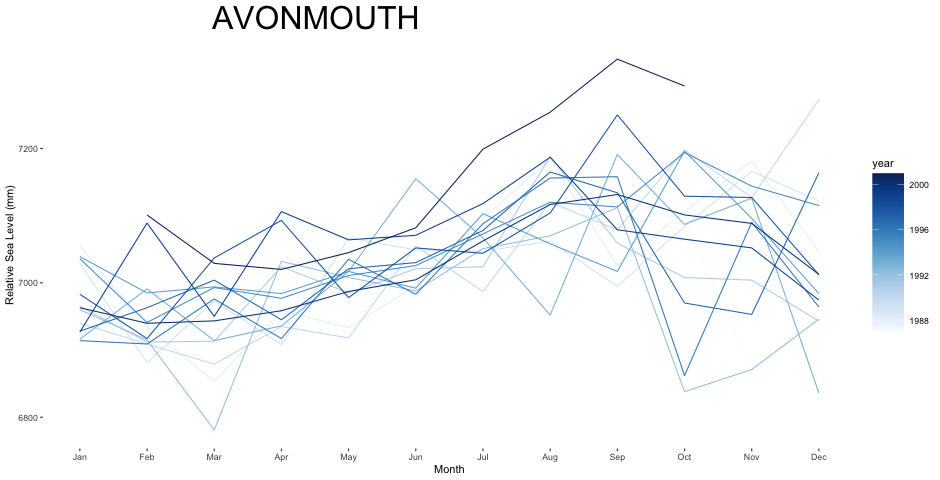 AVONMOUTH
Relative Sea Level (mm)
7200
7000
6800
Jan Feb Mar Apr May Jun Jul Aug Sep Oct Nov Dec
Month
year
2000
1996
1992
1988